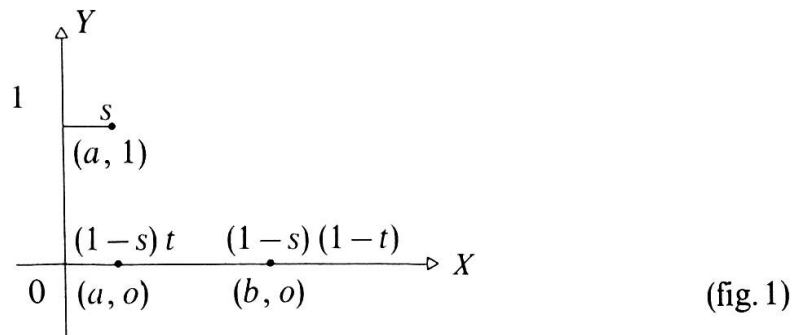 Y
1
s
(a, 1)
(1 − s) t (1 − s) (1 − t)
X
0 (a, o) (b, o)
(fig. 1)